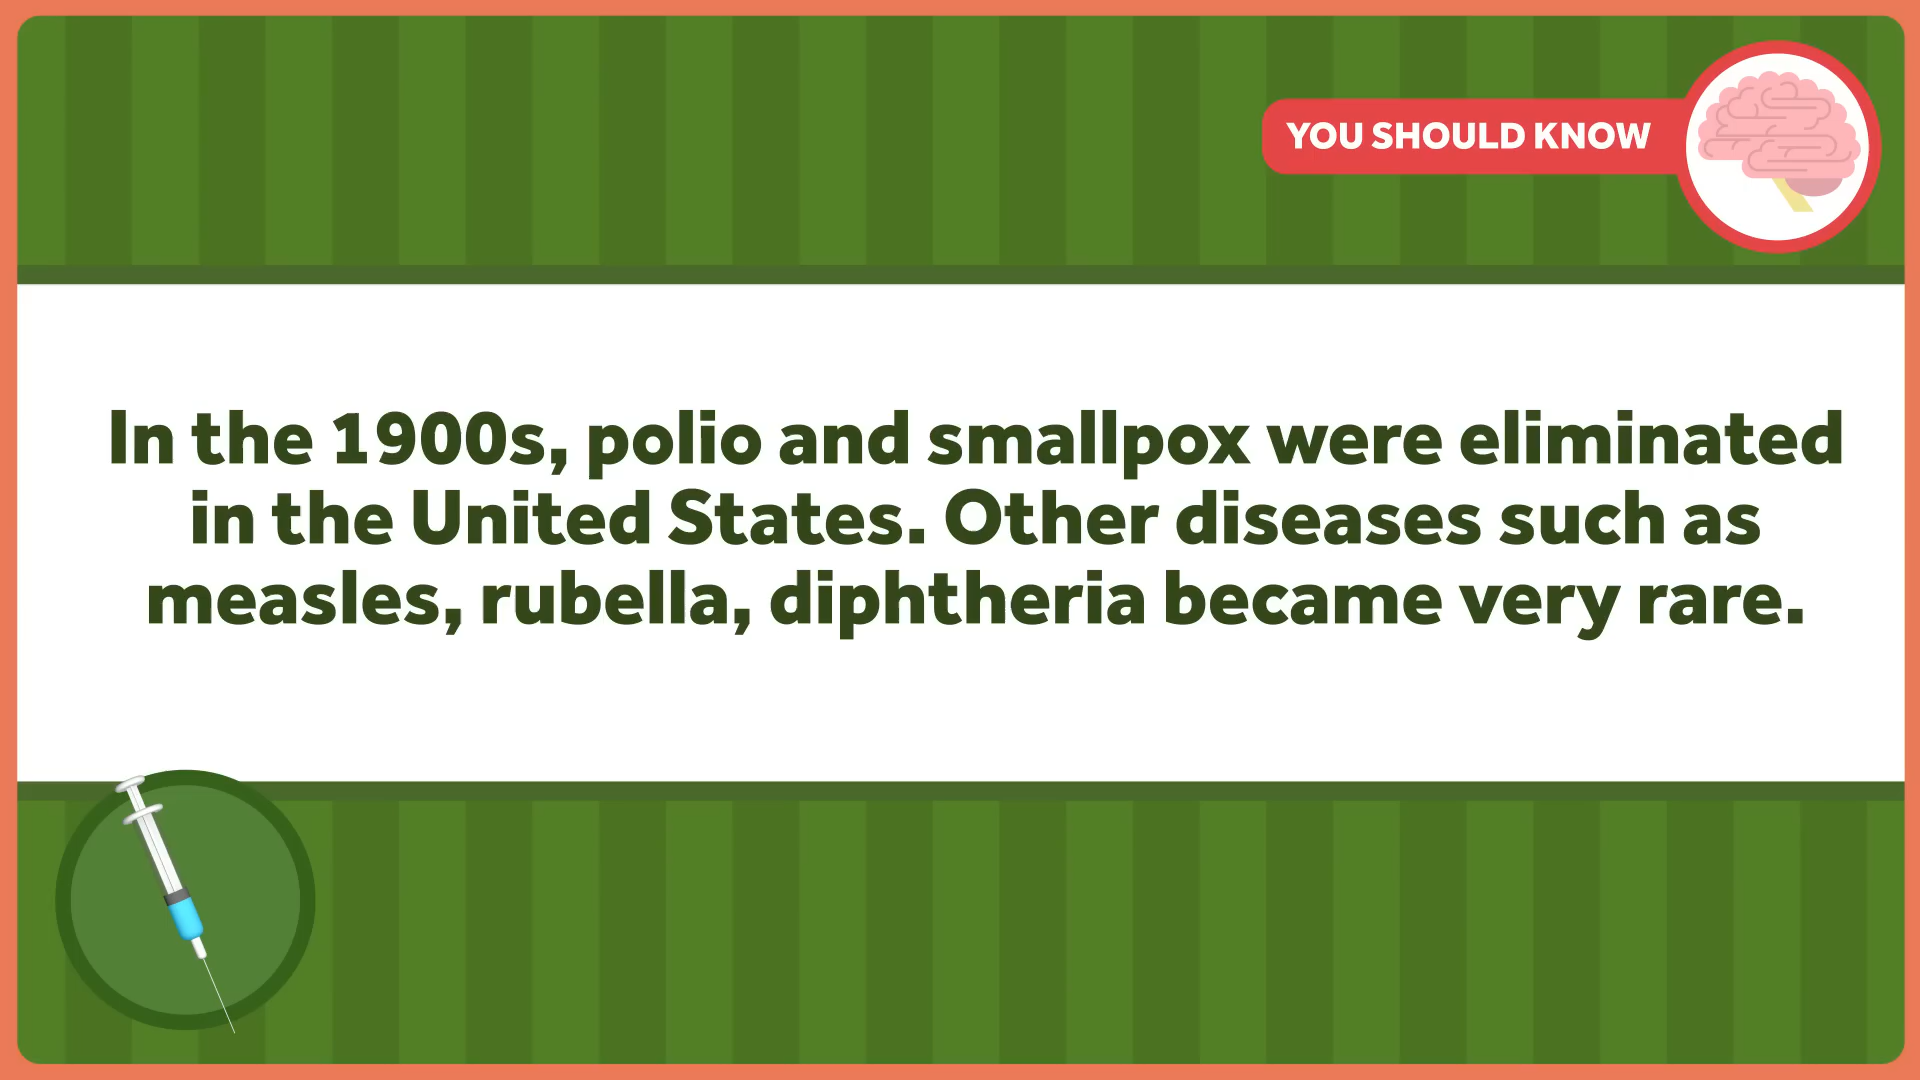 YOU SHOULD KNOW
In the 1900s, polio and smallpox were eliminated
in the United States. Other diseases such as
measles, rubella, diphtheria became very rare.